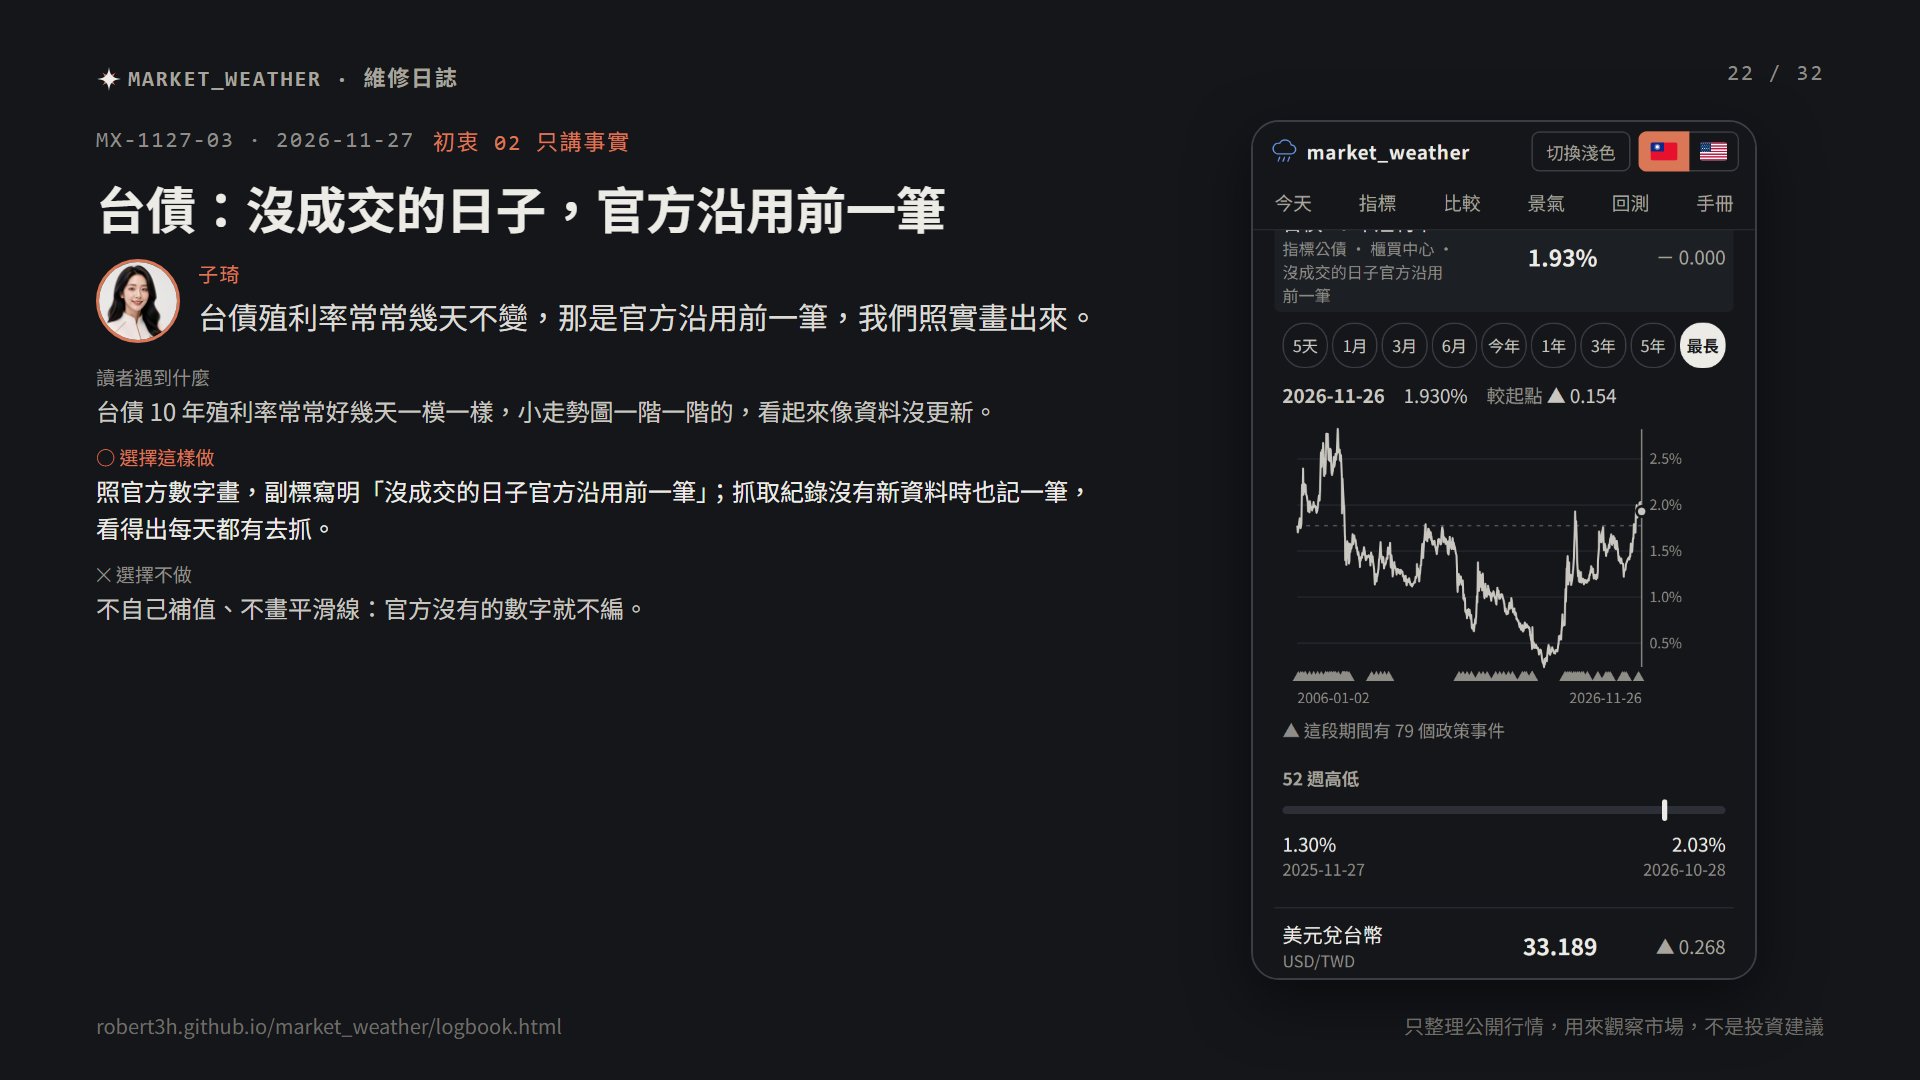 MARKET_WEATHER · 維修日誌
22 / 32
MX-1127-03 · 2026-11-27 初衷 02 只講事實
台債：沒成交的日子，官方沿用前一筆
子琦
台債殖利率常常幾天不變，那是官方沿用前一筆，我們照實畫出來。
讀者遇到什麼
台債 10 年殖利率常常好幾天一模一樣，小走勢圖一階一階的，看起來像資料沒更新。
○ 選擇這樣做
照官方數字畫，副標寫明「沒成交的日子官方沿用前一筆」；抓取紀錄沒有新資料時也記一筆，
看得出每天都有去抓。
× 選擇不做
不自己補值、不畫平滑線：官方沒有的數字就不編。
market_weather
切換淺色
今天 指標 比較 景氣 回測 手冊
指標公債・櫃買中心・
沒成交的日子官方沿用
前一筆
1.93% — 0.000
5天 1月 3月 6月 今年 1年 3年 5年 最長
2026-11-26 1.930% 較起點 ▲ 0.154
2.5%
2.0%
1.5%
1.0%
0.5%
2006-01-02 2026-11-26
▲ 這段期間有 79 個政策事件
52 週高低
1.30% 2.03%
2025-11-27 2026-10-28
美元兌台幣
USD/TWD
33.189 ▲ 0.268
robert3h.github.io/market_weather/logbook.html
只整理公開行情，用來觀察市場，不是投資建議